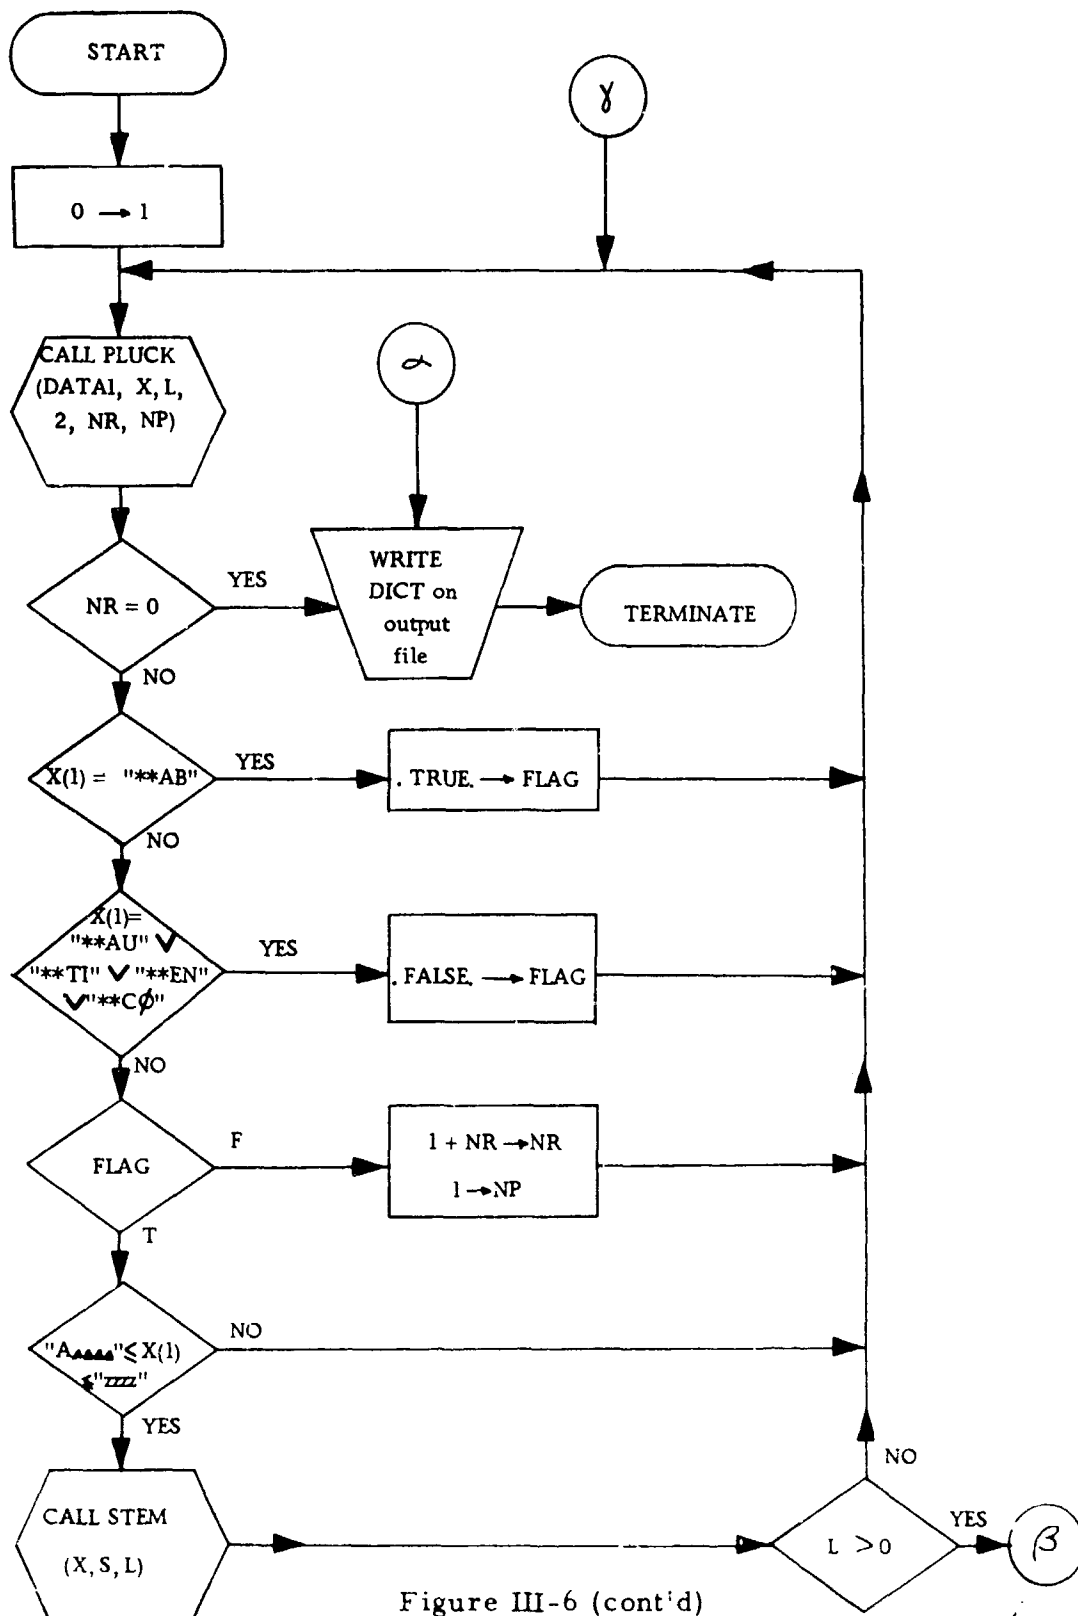 START
γ
0 → 1
CALL PLUCK
(DATA1, X, L,
2, NR, NP)
α
NR = 0
YES
WRITE
DICT on
output
file
TERMINATE
NO
X(1) = "**AB"
YES
. TRUE. → FLAG
NO
X(1)=
"**AU" ∨
"**TI" ∨ "**EN"
∨ "**CØ"
YES
. FALSE. → FLAG
NO
FLAG
F
1 + NR → NR
1 → NP
T
"A▲▲▲▲" ≤ X(1)
≤ "ZZZZ"
NO
YES
CALL STEM
(X, S, L)
NO
L > 0
YES
β
Figure III-6 (cont'd)